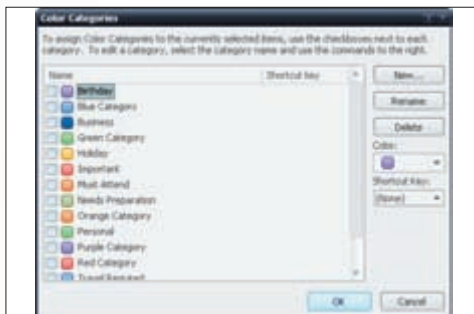 Color Categories
To assign Color Categories to the currently selected items, use the checkboxes next to each
category. To edit a category, select the category name and use the commands to the right.
Name Shortcut Key
Birthday
Blue Category
Business
Green Category
Holiday
Important
Must Attend
Needs Preparation
Orange Category
Personal
Purple Category
Red Category
Travel Required
New...
Rename
Delete
Color:
Shortcut Key:
(None)
OK Cancel